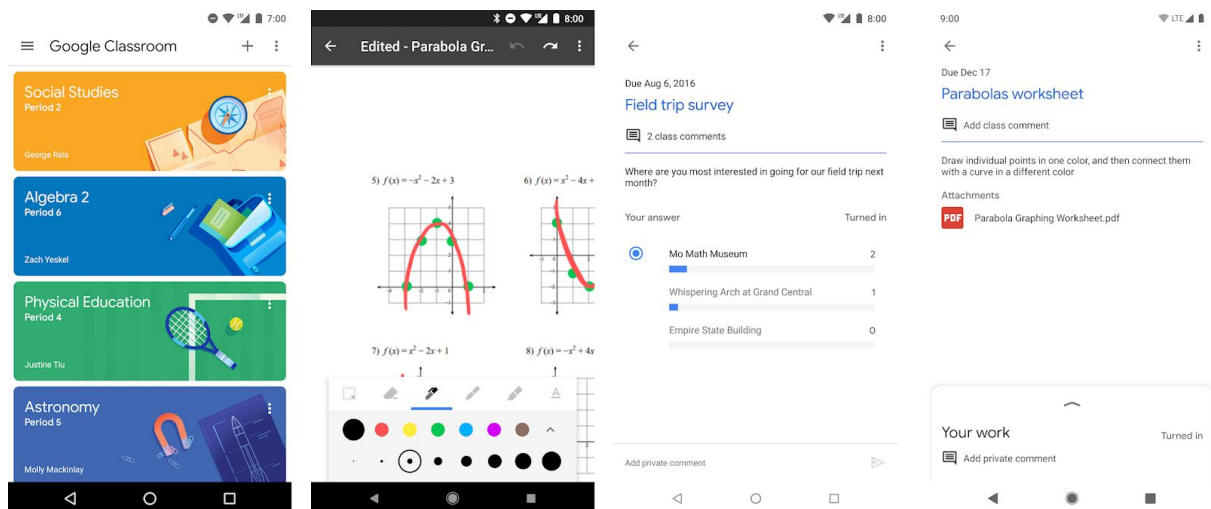 LTE 7:00
Google Classroom
Social Studies
Period 2
George Reis
Algebra 2
Period 6
Zach Yeskel
Physical Education
Period 4
Justine Tiu
Astronomy
Period 5
Molly Mackinlay
LTE 8:00
Edited - Parabola Gr...
5) f(x) = −x² − 2x + 3
6) f(x) = x² − 4x +
7) f(x) = x² − 2x + 1
8) f(x) = −x² + 4x
A
LTE 8:00
Due Aug 6, 2016
Field trip survey
2 class comments
Where are you most interested in going for our field trip next
month?
Your answer Turned in
Mo Math Museum 2
Whispering Arch at Grand Central 1
Empire State Building 0
Add private comment
9:00 LTE
Due Dec 17
Parabolas worksheet
Add class comment
Draw individual points in one color, and then connect them
with a curve in a different color
Attachments
PDF Parabola Graphing Worksheet.pdf
Your work Turned in
Add private comment